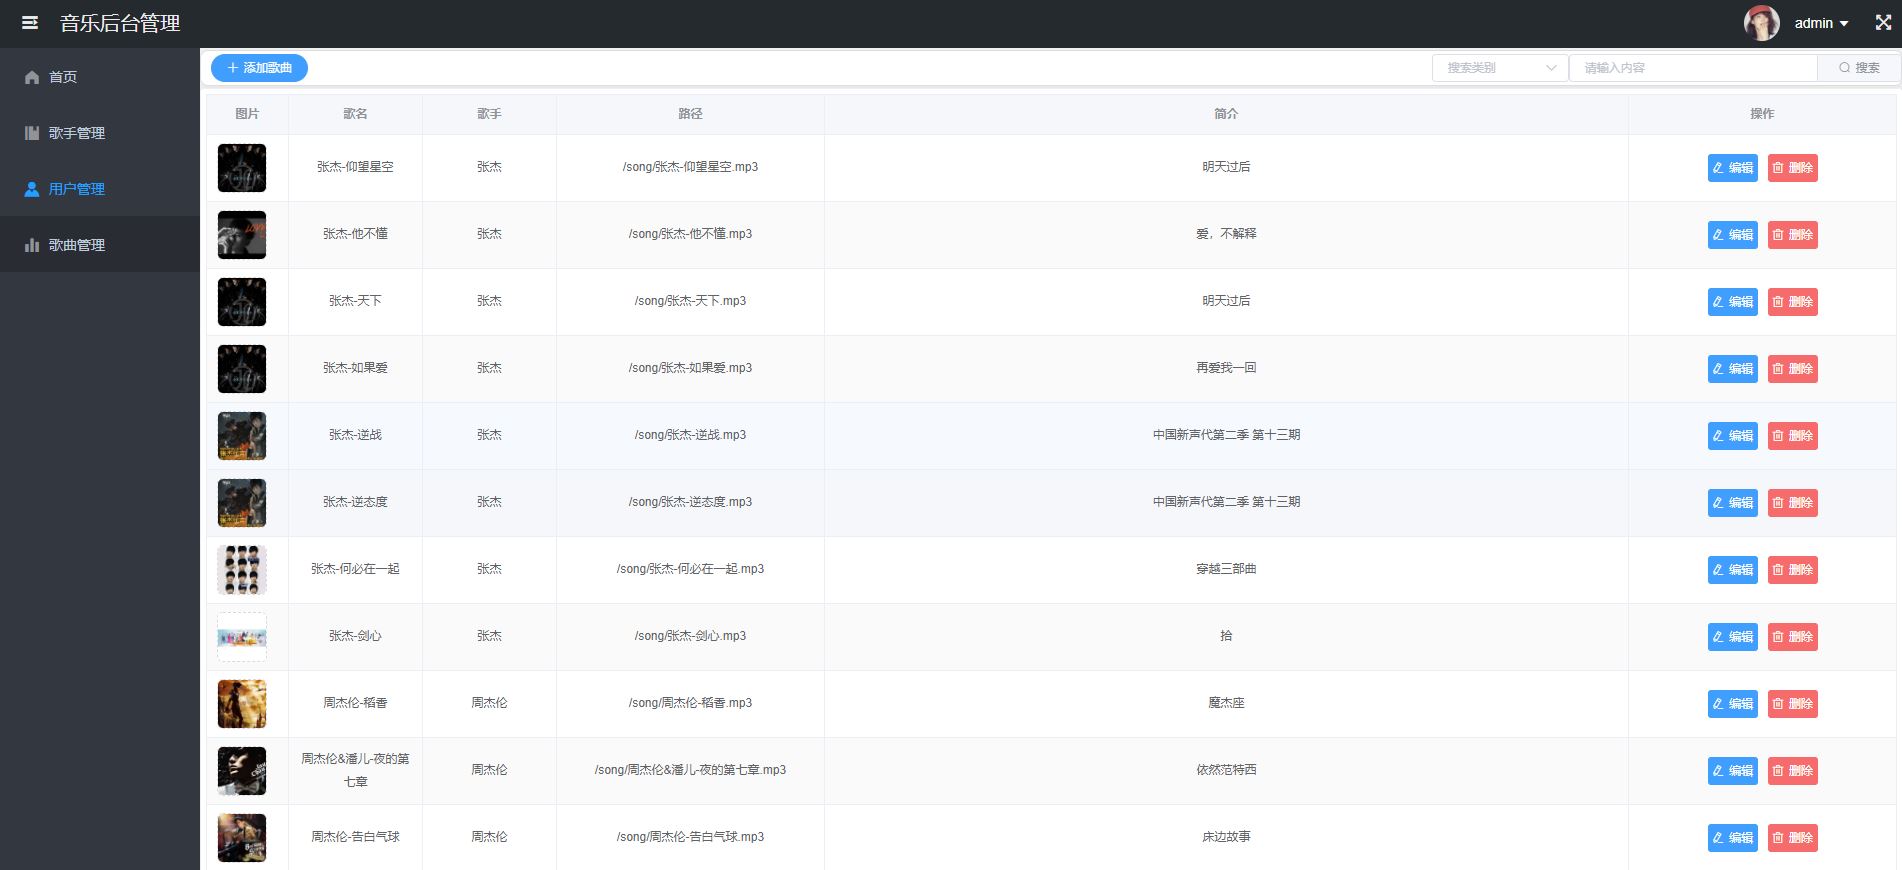 音乐后台管理
admin
首页
歌手管理
用户管理
歌曲管理
添加歌曲
搜索类别
请输入内容
搜索
图片 歌名 歌手 路径 简介 操作
张杰-仰望星空 张杰 /song/张杰-仰望星空.mp3 明天过后 编辑 删除
张杰-他不懂 张杰 /song/张杰-他不懂.mp3 爱，不解释 编辑 删除
张杰-天下 张杰 /song/张杰-天下.mp3 明天过后 编辑 删除
张杰-如果爱 张杰 /song/张杰-如果爱.mp3 再爱我一回 编辑 删除
张杰-逆战 张杰 /song/张杰-逆战.mp3 中国新声代第二季 第十三期 编辑 删除
张杰-逆态度 张杰 /song/张杰-逆态度.mp3 中国新声代第二季 第十三期 编辑 删除
张杰-何必在一起 张杰 /song/张杰-何必在一起.mp3 穿越三部曲 编辑 删除
张杰-剑心 张杰 /song/张杰-剑心.mp3 拾 编辑 删除
周杰伦-稻香 周杰伦 /song/周杰伦-稻香.mp3 魔杰座 编辑 删除
周杰伦&潘儿-夜的第
七章 周杰伦 /song/周杰伦&潘儿-夜的第七章.mp3 依然范特西 编辑 删除
周杰伦-告白气球 周杰伦 /song/周杰伦-告白气球.mp3 床边故事 编辑 删除